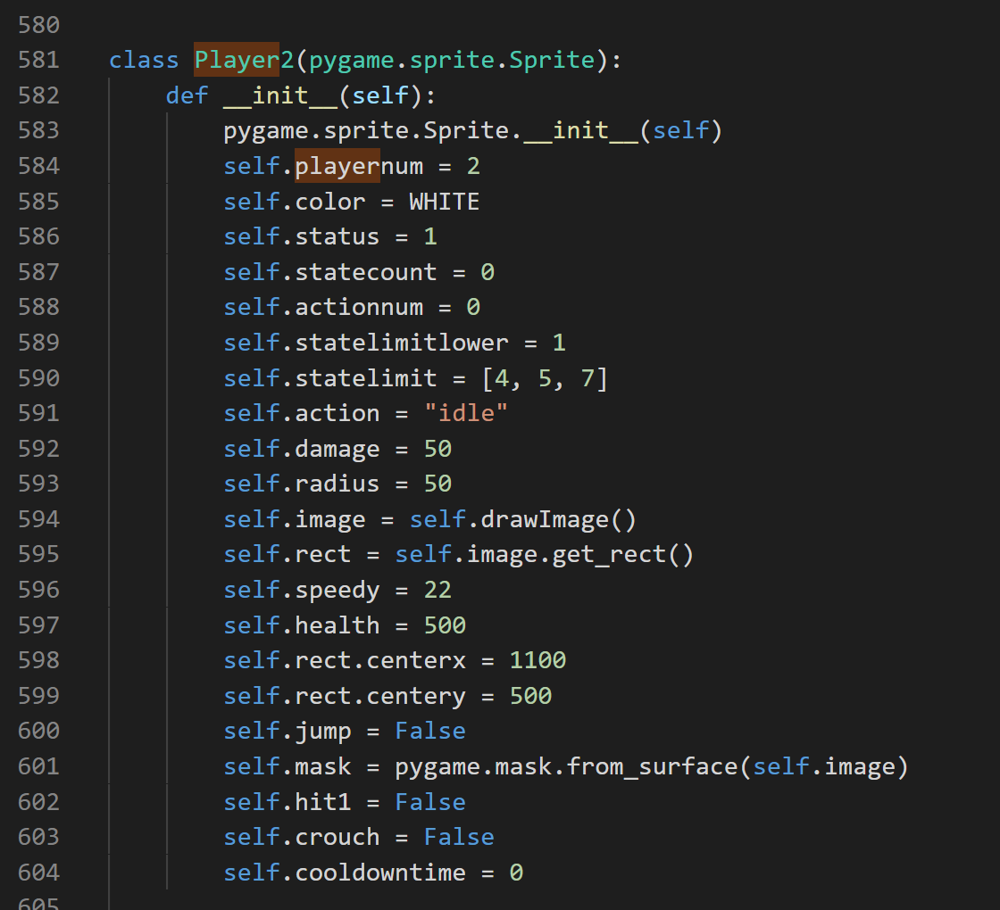 580
581 class Player2(pygame.sprite.Sprite):
582 def __init__(self):
583 pygame.sprite.Sprite.__init__(self)
584 self.playernum = 2
585 self.color = WHITE
586 self.status = 1
587 self.statecount = 0
588 self.actionnum = 0
589 self.statelimitlower = 1
590 self.statelimit = [4, 5, 7]
591 self.action = "idle"
592 self.damage = 50
593 self.radius = 50
594 self.image = self.drawImage()
595 self.rect = self.image.get_rect()
596 self.speedy = 22
597 self.health = 500
598 self.rect.centerx = 1100
599 self.rect.centery = 500
600 self.jump = False
601 self.mask = pygame.mask.from_surface(self.image)
602 self.hit1 = False
603 self.crouch = False
604 self.cooldowntime = 0
605